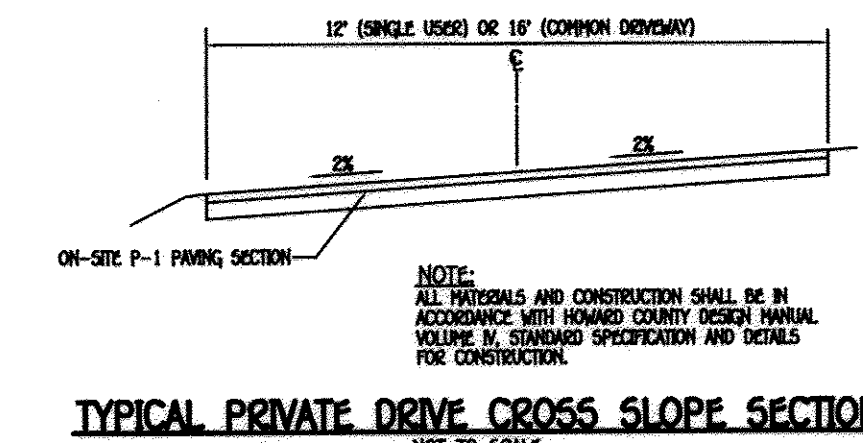 12' (SINGLE USER) OR 16' (COMMON DRIVEWAY)
℄
2%
2%
ON-SITE P-1 PAVING SECTION
NOTE:
ALL MATERIALS AND CONSTRUCTION SHALL BE IN
ACCORDANCE WITH HOWARD COUNTY DESIGN MANUAL
VOLUME IV, STANDARD SPECIFICATION AND DETAILS
FOR CONSTRUCTION.
TYPICAL PRIVATE DRIVE CROSS SLOPE SECTION
NOT TO SCALE